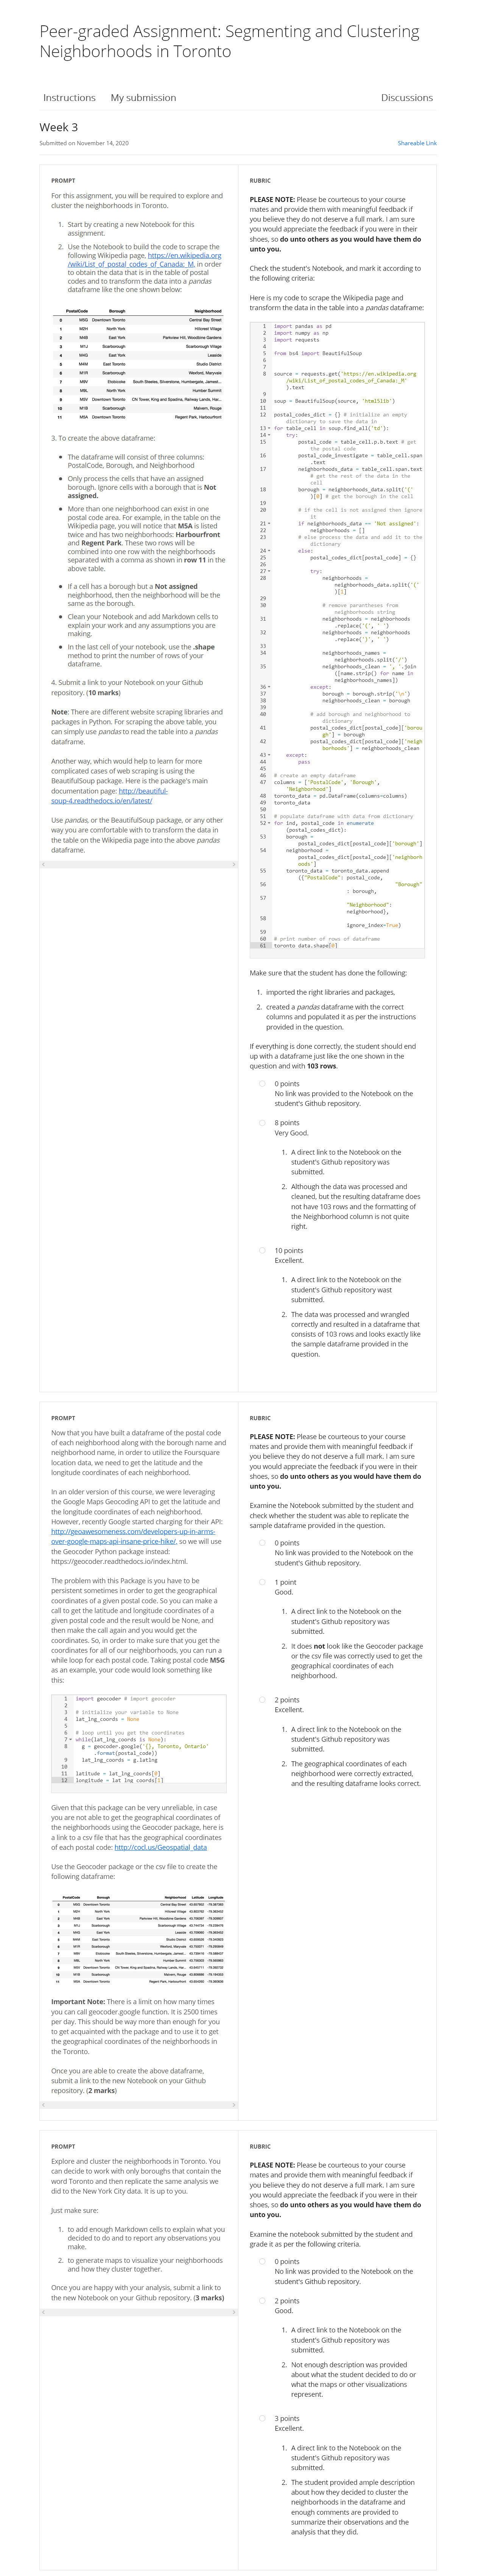 Peer-graded Assignment: Segmenting and Clustering
Neighborhoods in Toronto
Instructions My submission Discussions
Week 3
Submitted on November 14, 2020 Shareable Link
PROMPT
For this assignment, you will be required to explore and
cluster the neighborhoods in Toronto.
1. Start by creating a new Notebook for this
assignment.
2. Use the Notebook to build the code to scrape the
following Wikipedia page, https://en.wikipedia.org
/wiki/List_of_postal_codes_of_Canada:_M, in order
to obtain the data that is in the table of postal
codes and to transform the data into a pandas
dataframe like the one shown below:
PostalCode Borough Neighborhood
0 M5G Downtown Toronto Central Bay Street
1 M2H North York Hillcrest Village
2 M4B East York Parkview Hill, Woodbine Gardens
3 M1J Scarborough Scarborough Village
4 M4G East York Leaside
5 M4M East Toronto Studio District
6 M1R Scarborough Wexford, Maryvale
7 M9V Etobicoke South Steeles, Silverstone, Humbergate, Jamest...
8 M9L North York Humber Summit
9 M5V Downtown Toronto CN Tower, King and Spadina, Railway Lands, Har...
10 M1B Scarborough Malvern, Rouge
11 M5A Downtown Toronto Regent Park, Harbourfront
3. To create the above dataframe:
The dataframe will consist of three columns:
PostalCode, Borough, and Neighborhood
Only process the cells that have an assigned
borough. Ignore cells with a borough that is Not
assigned.
More than one neighborhood can exist in one
postal code area. For example, in the table on the
Wikipedia page, you will notice that M5A is listed
twice and has two neighborhoods: Harbourfront
and Regent Park. These two rows will be
combined into one row with the neighborhoods
separated with a comma as shown in row 11 in the
above table.
If a cell has a borough but a Not assigned
neighborhood, then the neighborhood will be the
same as the borough.
Clean your Notebook and add Markdown cells to
explain your work and any assumptions you are
making.
In the last cell of your notebook, use the .shape
method to print the number of rows of your
dataframe.
4. Submit a link to your Notebook on your Github
repository. (10 marks)
Note: There are different website scraping libraries and
packages in Python. For scraping the above table, you
can simply use pandas to read the table into a pandas
dataframe.
Another way, which would help to learn for more
complicated cases of web scraping is using the
BeautifulSoup package. Here is the package's main
documentation page: http://beautiful-
soup-4.readthedocs.io/en/latest/
Use pandas, or the BeautifulSoup package, or any other
way you are comfortable with to transform the data in
the table on the Wikipedia page into the above pandas
dataframe.
RUBRIC
PLEASE NOTE: Please be courteous to your course
mates and provide them with meaningful feedback if
you believe they do not deserve a full mark. I am sure
you would appreciate the feedback if you were in their
shoes, so do unto others as you would have them do
unto you.
Check the student's Notebook, and mark it according to
the following criteria:
Here is my code to scrape the Wikipedia page and
transform the data in the table into a pandas dataframe:
1 import pandas as pd
2 import numpy as np
3 import requests
4
5 from bs4 import BeautifulSoup
6
7
8 source = requests.get('https://en.wikipedia.org
/wiki/List_of_postal_codes_of_Canada:_M'
).text
9
10 soup = BeautifulSoup(source, 'html5lib')
11
12 postal_codes_dict = {} # initialize an empty
dictionary to save the data in
13 for table_cell in soup.find_all('td'):
14 try:
15 postal_code = table_cell.p.b.text # get
the postal code
16 postal_code_investigate = table_cell.span
.text
17 neighborhoods_data = table_cell.span.text
# get the rest of the data in the
cell
18 borough = neighborhoods_data.split('('
)[0] # get the borough in the cell
19
20 # if the cell is not assigned then ignore
it
21 if neighborhoods_data == 'Not assigned':
22 neighborhoods = []
23 # else process the data and add it to the
dictionary
24 else:
25 postal_codes_dict[postal_code] = {}
26
27 try:
28 neighborhoods =
neighborhoods_data.split('('
)[1]
29
30 # remove parantheses from
neighborhoods string
31 neighborhoods = neighborhoods
.replace('(', ' ')
32 neighborhoods = neighborhoods
.replace(')', ' ')
33
34 neighborhoods_names =
neighborhoods.split('/')
35 neighborhoods_clean = ', '.join
([name.strip() for name in
neighborhoods_names])
36 except:
37 borough = borough.strip('\n')
38 neighborhoods_clean = borough
39
40 # add borough and neighborhood to
dictionary
41 postal_codes_dict[postal_code]['borou
gh'] = borough
42 postal_codes_dict[postal_code]['neigh
borhoods'] = neighborhoods_clean
43 except:
44 pass
45
46 # create an empty dataframe
47 columns = ['PostalCode', 'Borough',
'Neighborhood']
48 toronto_data = pd.DataFrame(columns=columns)
49 toronto_data
50
51 # populate dataframe with data from dictionary
52 for ind, postal_code in enumerate
(postal_codes_dict):
53 borough =
postal_codes_dict[postal_code]['borough']
54 neighborhood =
postal_codes_dict[postal_code]['neighborh
oods']
55 toronto_data = toronto_data.append
({"PostalCode": postal_code,
56 "Borough"
: borough,
57
"Neighborhood":
neighborhood},
58
ignore_index=True)
59
60 # print number of rows of dataframe
61 toronto_data.shape[0]
Make sure that the student has done the following:
1. imported the right libraries and packages,
2. created a pandas dataframe with the correct
columns and populated it as per the instructions
provided in the question.
If everything is done correctly, the student should end
up with a dataframe just like the one shown in the
question and with 103 rows.
0 points
No link was provided to the Notebook on the
student's Github repository.
8 points
Very Good.
1. A direct link to the Notebook on the
student's Github repository was
submitted.
2. Although the data was processed and
cleaned, but the resulting dataframe does
not have 103 rows and the formatting of
the Neighborhood column is not quite
right.
10 points
Excellent.
1. A direct link to the Notebook on the
student's Github repository wast
submitted.
2. The data was processed and wrangled
correctly and resulted in a dataframe that
consists of 103 rows and looks exactly like
the sample dataframe provided in the
question.
PROMPT
Now that you have built a dataframe of the postal code
of each neighborhood along with the borough name and
neighborhood name, in order to utilize the Foursquare
location data, we need to get the latitude and the
longitude coordinates of each neighborhood.
In an older version of this course, we were leveraging
the Google Maps Geocoding API to get the latitude and
the longitude coordinates of each neighborhood.
However, recently Google started charging for their API:
http://geoawesomeness.com/developers-up-in-arms-
over-google-maps-api-insane-price-hike/, so we will use
the Geocoder Python package instead:
https://geocoder.readthedocs.io/index.html.
The problem with this Package is you have to be
persistent sometimes in order to get the geographical
coordinates of a given postal code. So you can make a
call to get the latitude and longitude coordinates of a
given postal code and the result would be None, and
then make the call again and you would get the
coordinates. So, in order to make sure that you get the
coordinates for all of our neighborhoods, you can run a
while loop for each postal code. Taking postal code M5G
as an example, your code would look something like
this:
1 import geocoder # import geocoder
2
3 # initialize your variable to None
4 lat_lng_coords = None
5
6 # loop until you get the coordinates
7 while(lat_lng_coords is None):
8 g = geocoder.google('{}, Toronto, Ontario'
.format(postal_code))
9 lat_lng_coords = g.latlng
10
11 latitude = lat_lng_coords[0]
12 longitude = lat_lng_coords[1]
Given that this package can be very unreliable, in case
you are not able to get the geographical coordinates of
the neighborhoods using the Geocoder package, here is
a link to a csv file that has the geographical coordinates
of each postal code: http://cocl.us/Geospatial_data
Use the Geocoder package or the csv file to create the
following dataframe:
PostalCode Borough Neighborhood Latitude Longitude
0 M5G Downtown Toronto Central Bay Street
1 M2H North York Hillcrest Village
2 M4B East York Parkview Hill, Woodbine Gardens
3 M1J Scarborough Scarborough Village
4 M4G East York Leaside
5 M4M East Toronto Studio District
6 M1R Scarborough Wexford, Maryvale
7 M9V Etobicoke South Steeles, Silverstone, Humbergate, Jamest...
8 M9L North York Humber Summit
9 M5V Downtown Toronto CN Tower, King and Spadina, Railway Lands, Har...
10 M1B Scarborough Malvern, Rouge
11 M5A Downtown Toronto Regent Park, Harbourfront
Important Note: There is a limit on how many times
you can call geocoder.google function. It is 2500 times
per day. This should be way more than enough for you
to get acquainted with the package and to use it to get
the geographical coordinates of the neighborhoods in
the Toronto.
Once you are able to create the above dataframe,
submit a link to the new Notebook on your Github
repository. (2 marks)
RUBRIC
PLEASE NOTE: Please be courteous to your course
mates and provide them with meaningful feedback if
you believe they do not deserve a full mark. I am sure
you would appreciate the feedback if you were in their
shoes, so do unto others as you would have them do
unto you.
Examine the Notebook submitted by the student and
check whether the student was able to replicate the
sample dataframe provided in the question.
0 points
No link was provided to the Notebook on the
student's Github repository.
1 point
Good.
1. A direct link to the Notebook on the
student's Github repository was
submitted.
2. It does not look like the Geocoder package
or the csv file was correctly used to get the
geographical coordinates of each
neighborhood.
2 points
Excellent.
1. A direct link to the Notebook on the
student's Github repository was
submitted.
2. The geographical coordinates of each
neighborhood were correctly extracted,
and the resulting dataframe looks correct.
PROMPT
Explore and cluster the neighborhoods in Toronto. You
can decide to work with only boroughs that contain the
word Toronto and then replicate the same analysis we
did to the New York City data. It is up to you.
Just make sure:
1. to add enough Markdown cells to explain what you
decided to do and to report any observations you
make.
2. to generate maps to visualize your neighborhoods
and how they cluster together.
Once you are happy with your analysis, submit a link to
the new Notebook on your Github repository. (3 marks)
RUBRIC
PLEASE NOTE: Please be courteous to your course
mates and provide them with meaningful feedback if
you believe they do not deserve a full mark. I am sure
you would appreciate the feedback if you were in their
shoes, so do unto others as you would have them do
unto you.
Examine the notebook submitted by the student and
grade it as per the following criteria.
0 points
No link was provided to the Notebook on the
student's Github repository.
2 points
Good.
1. A direct link to the Notebook on the
student's Github repository was
submitted.
2. Not enough description was provided
about what the student decided to do or
what the maps or other visualizations
represent.
3 points
Excellent.
1. A direct link to the Notebook on the
student's Github repository was
submitted.
2. The student provided ample description
about how they decided to cluster the
neighborhoods in the dataframe and
enough comments are provided to
summarize their observations and the
analysis that they did.